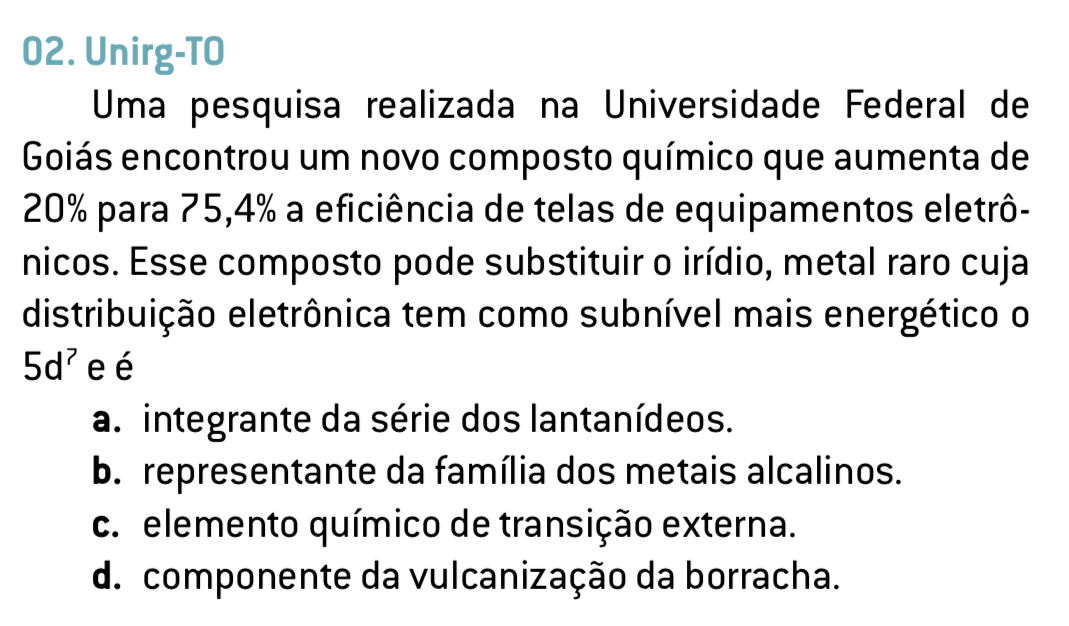 02. Unirg-TO
Uma pesquisa realizada na Universidade Federal de
Goiás encontrou um novo composto químico que aumenta de
20% para 75,4% a eficiência de telas de equipamentos eletrô-
nicos. Esse composto pode substituir o irídio, metal raro cuja
distribuição eletrônica tem como subnível mais energético o
5d⁷ e é
a. integrante da série dos lantanídeos.
b. representante da família dos metais alcalinos.
c. elemento químico de transição externa.
d. componente da vulcanização da borracha.